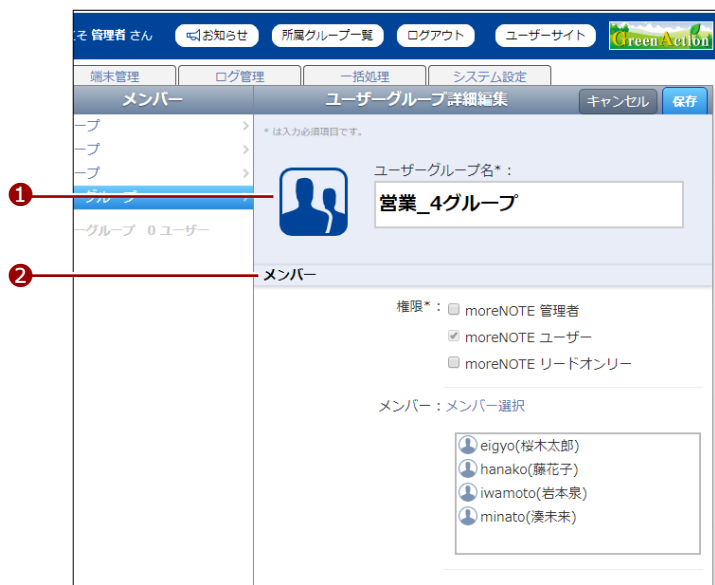 こそ 管理者 さん お知らせ 所属グループ一覧 ログアウト ユーザーサイト GreenAction
端末管理 ログ管理 一括処理 システム設定
メンバー ユーザーグループ詳細編集 キャンセル 保存
ープ
ープ
ープ
グループ
ーグループ 0 ユーザー
* は入力必須項目です。
1
ユーザーグループ名* :
営業_4グループ
2
メンバー
権限* : moreNOTE 管理者
moreNOTE ユーザー
moreNOTE リードオンリー
メンバー : メンバー選択
eigyo(桜木太郎)
hanako(藤花子)
iwamoto(岩本泉)
minato(湊未来)